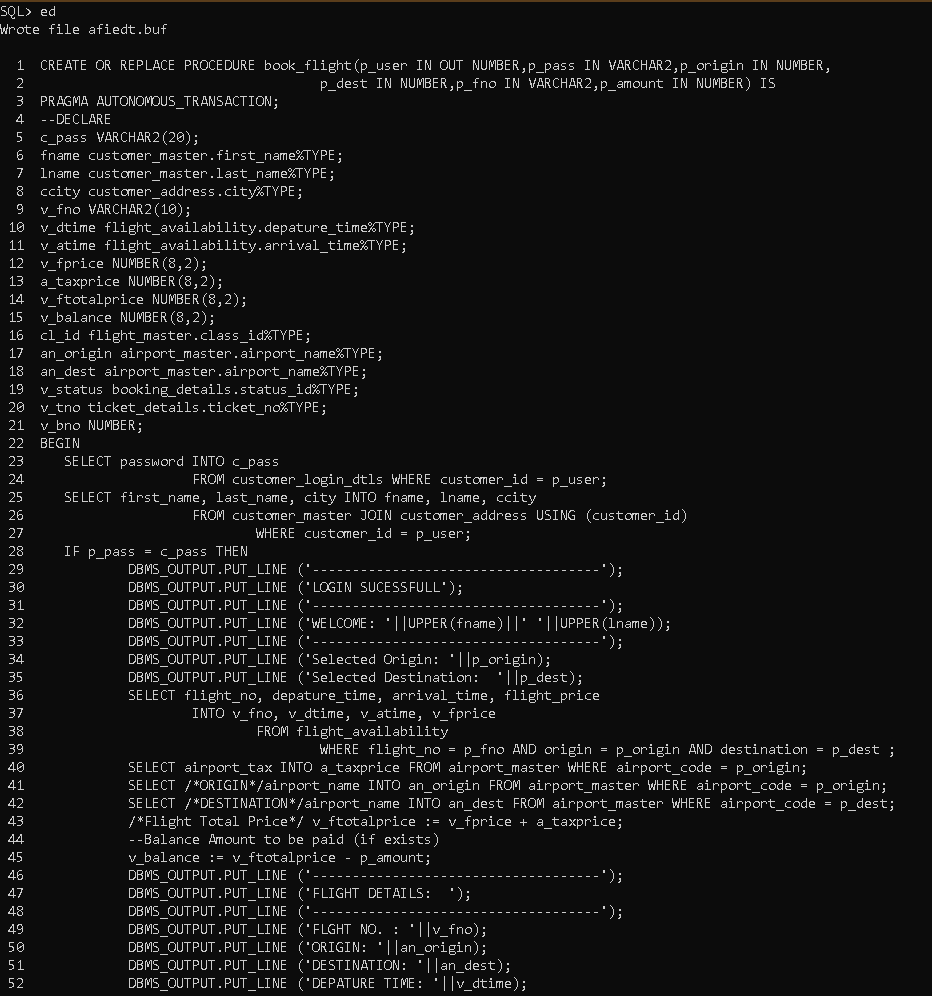 SQL> ed
Wrote file afiedt.buf
  1  CREATE OR REPLACE PROCEDURE book_flight(p_user IN OUT NUMBER,p_pass IN VARCHAR2,p_origin IN NUMBER,
  2                                     p_dest IN NUMBER,p_fno IN VARCHAR2,p_amount IN NUMBER) IS
  3  PRAGMA AUTONOMOUS_TRANSACTION;
  4  --DECLARE
  5  c_pass VARCHAR2(20);
  6  fname customer_master.first_name%TYPE;
  7  lname customer_master.last_name%TYPE;
  8  ccity customer_address.city%TYPE;
  9  v_fno VARCHAR2(10);
 10  v_dtime flight_availability.depature_time%TYPE;
 11  v_atime flight_availability.arrival_time%TYPE;
 12  v_fprice NUMBER(8,2);
 13  a_taxprice NUMBER(8,2);
 14  v_ftotalprice NUMBER(8,2);
 15  v_balance NUMBER(8,2);
 16  cl_id flight_master.class_id%TYPE;
 17  an_origin airport_master.airport_name%TYPE;
 18  an_dest airport_master.airport_name%TYPE;
 19  v_status booking_details.status_id%TYPE;
 20  v_tno ticket_details.ticket_no%TYPE;
 21  v_bno NUMBER;
 22  BEGIN
 23     SELECT password INTO c_pass
 24                     FROM customer_login_dtls WHERE customer_id = p_user;
 25     SELECT first_name, last_name, city INTO fname, lname, ccity
 26                     FROM customer_master JOIN customer_address USING (customer_id)
 27                             WHERE customer_id = p_user;
 28     IF p_pass = c_pass THEN
 29             DBMS_OUTPUT.PUT_LINE ('------------------------------------');
 30             DBMS_OUTPUT.PUT_LINE ('LOGIN SUCESSFULL');
 31             DBMS_OUTPUT.PUT_LINE ('------------------------------------');
 32             DBMS_OUTPUT.PUT_LINE ('WELCOME: '||UPPER(fname)||' '||UPPER(lname));
 33             DBMS_OUTPUT.PUT_LINE ('------------------------------------');
 34             DBMS_OUTPUT.PUT_LINE ('Selected Origin: '||p_origin);
 35             DBMS_OUTPUT.PUT_LINE ('Selected Destination:  '||p_dest);
 36             SELECT flight_no, depature_time, arrival_time, flight_price
 37                     INTO v_fno, v_dtime, v_atime, v_fprice
 38                             FROM flight_availability
 39                                     WHERE flight_no = p_fno AND origin = p_origin AND destination = p_dest ;
 40             SELECT airport_tax INTO a_taxprice FROM airport_master WHERE airport_code = p_origin;
 41             SELECT /*ORIGIN*/airport_name INTO an_origin FROM airport_master WHERE airport_code = p_origin;
 42             SELECT /*DESTINATION*/airport_name INTO an_dest FROM airport_master WHERE airport_code = p_dest;
 43             /*Flight Total Price*/ v_ftotalprice := v_fprice + a_taxprice;
 44             --Balance Amount to be paid (if exists)
 45             v_balance := v_ftotalprice - p_amount;
 46             DBMS_OUTPUT.PUT_LINE ('------------------------------------');
 47             DBMS_OUTPUT.PUT_LINE ('FLIGHT DETAILS:  ');
 48             DBMS_OUTPUT.PUT_LINE ('------------------------------------');
 49             DBMS_OUTPUT.PUT_LINE ('FLGHT NO. : '||v_fno);
 50             DBMS_OUTPUT.PUT_LINE ('ORIGIN: '||an_origin);
 51             DBMS_OUTPUT.PUT_LINE ('DESTINATION: '||an_dest);
 52             DBMS_OUTPUT.PUT_LINE ('DEPATURE TIME: '||v_dtime);